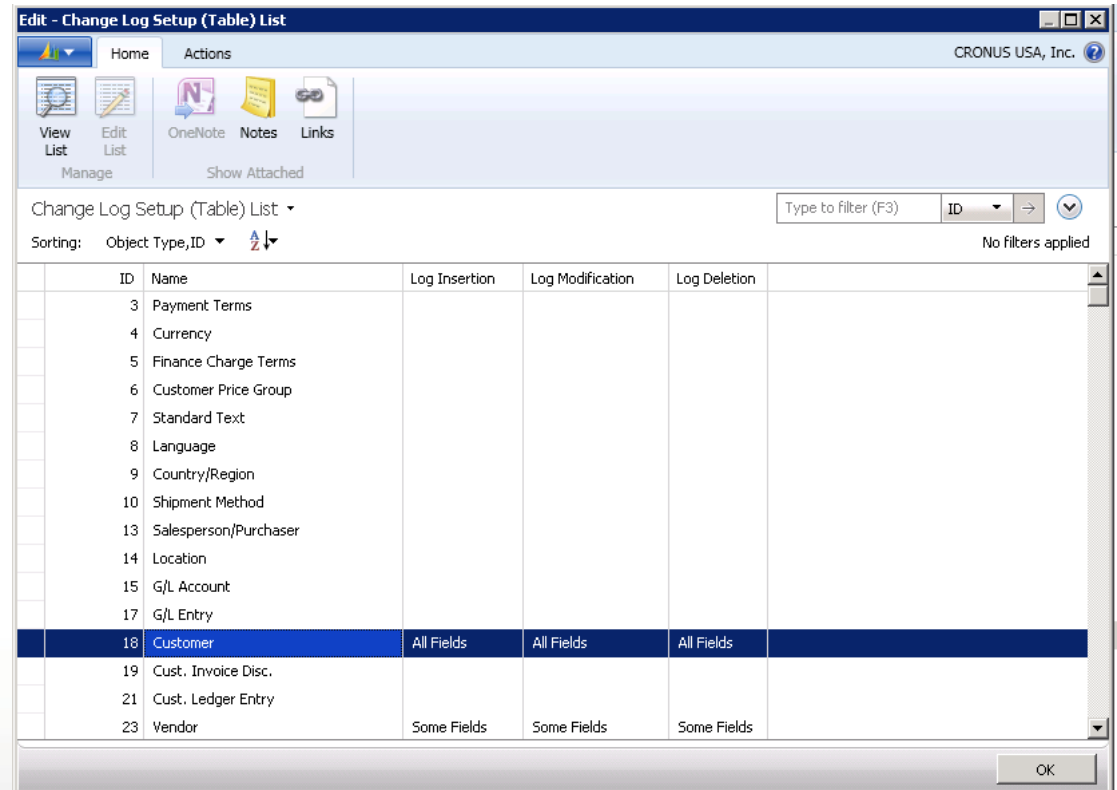 Edit - Change Log Setup (Table) List
Home Actions CRONUS USA, Inc.
View List Edit List OneNote Notes Links
Manage Show Attached
Change Log Setup (Table) List Type to filter (F3) ID
Sorting: Object Type,ID No filters applied
ID Name Log Insertion Log Modification Log Deletion
3 Payment Terms
4 Currency
5 Finance Charge Terms
6 Customer Price Group
7 Standard Text
8 Language
9 Country/Region
10 Shipment Method
13 Salesperson/Purchaser
14 Location
15 G/L Account
17 G/L Entry
18 Customer All Fields All Fields All Fields
19 Cust. Invoice Disc.
21 Cust. Ledger Entry
23 Vendor Some Fields Some Fields Some Fields
OK